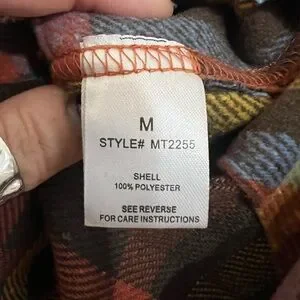 M
STYLE# MT2255
SHELL
100% POLYESTER
SEE REVERSE
FOR CARE INSTRUCTIONS